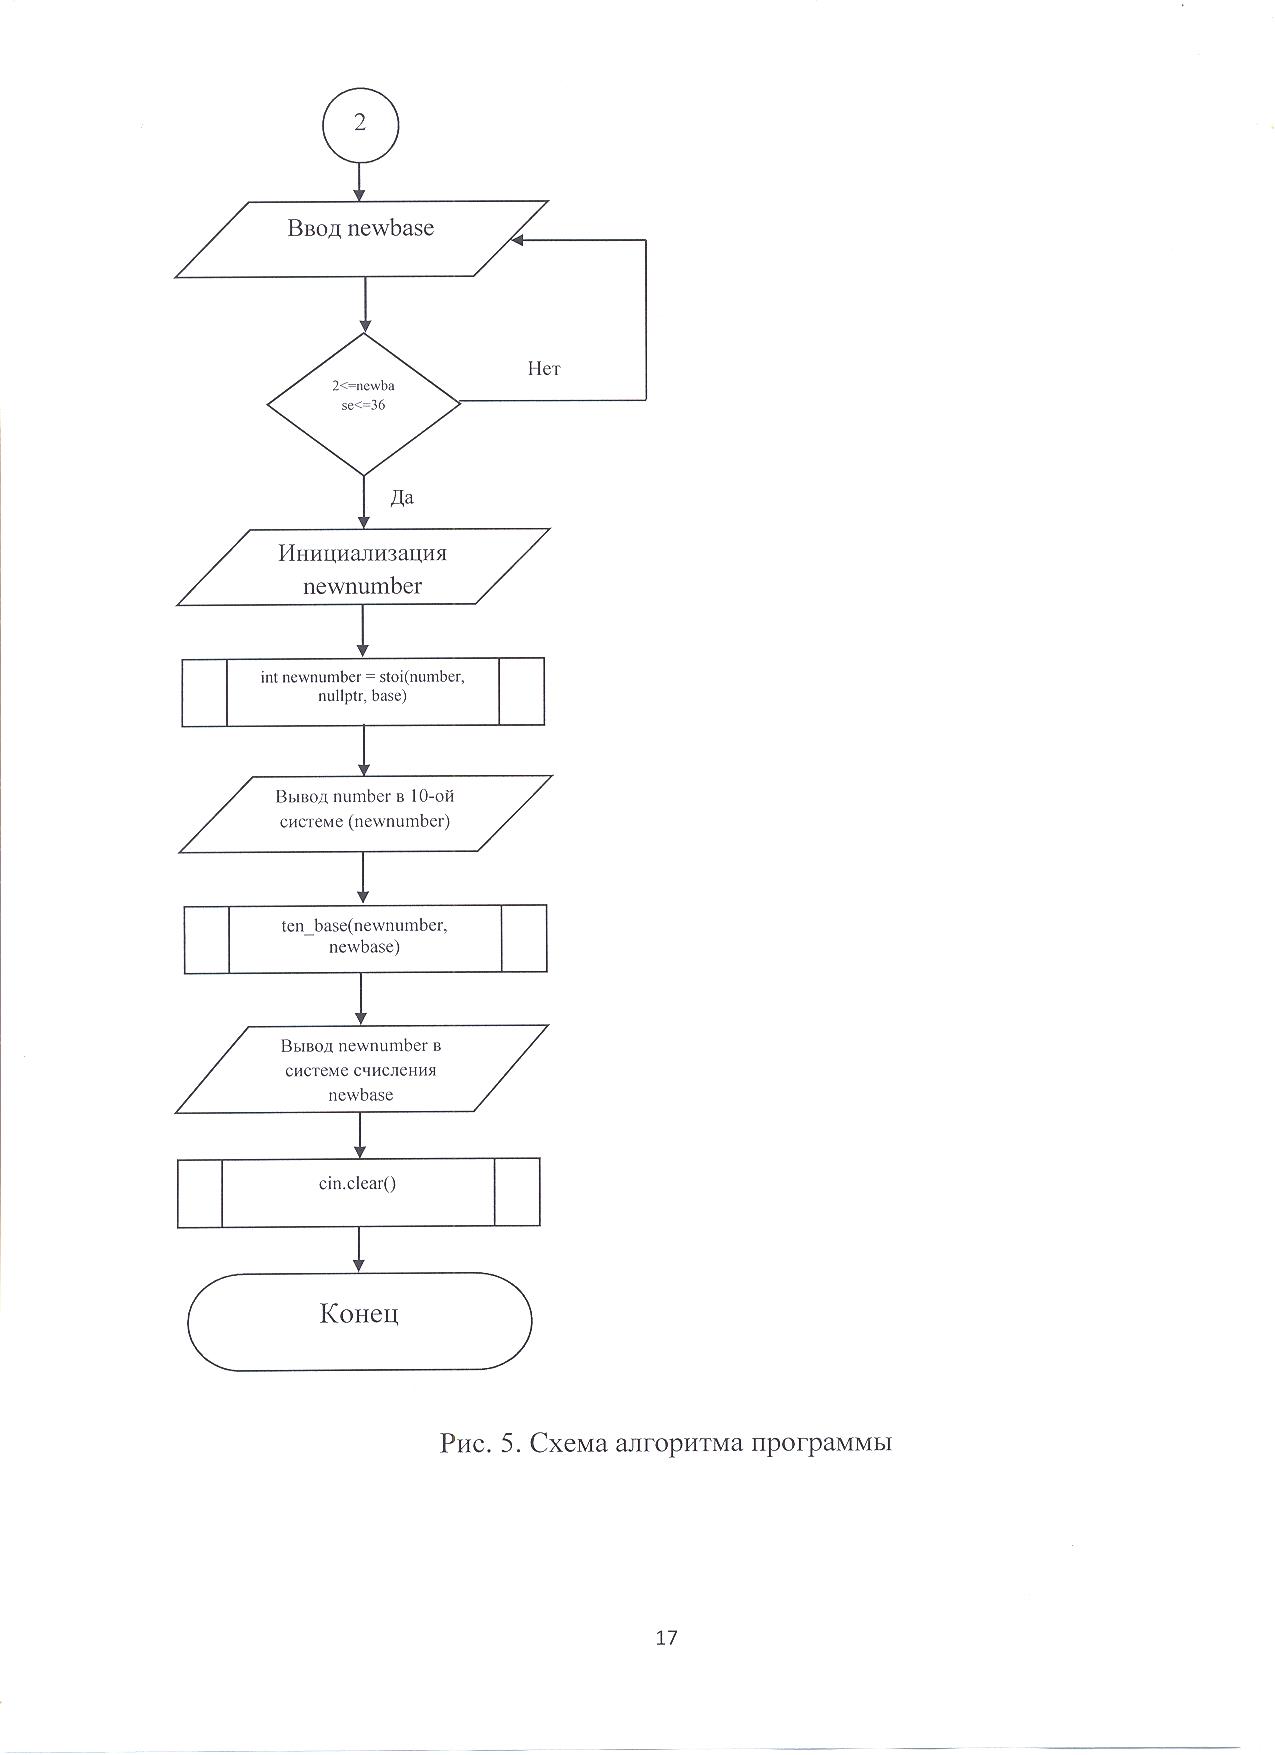 2
Ввод newbase
2<=newba
se<=36
Нет
Да
Инициализация
newnumber
int newnumber = stoi(number,
nullptr, base)
Вывод number в 10-ой
системе (newnumber)
ten_base(newnumber,
newbase)
Вывод newnumber в
системе счисления
newbase
cin.clear()
Конец
Рис. 5. Схема алгоритма программы
17